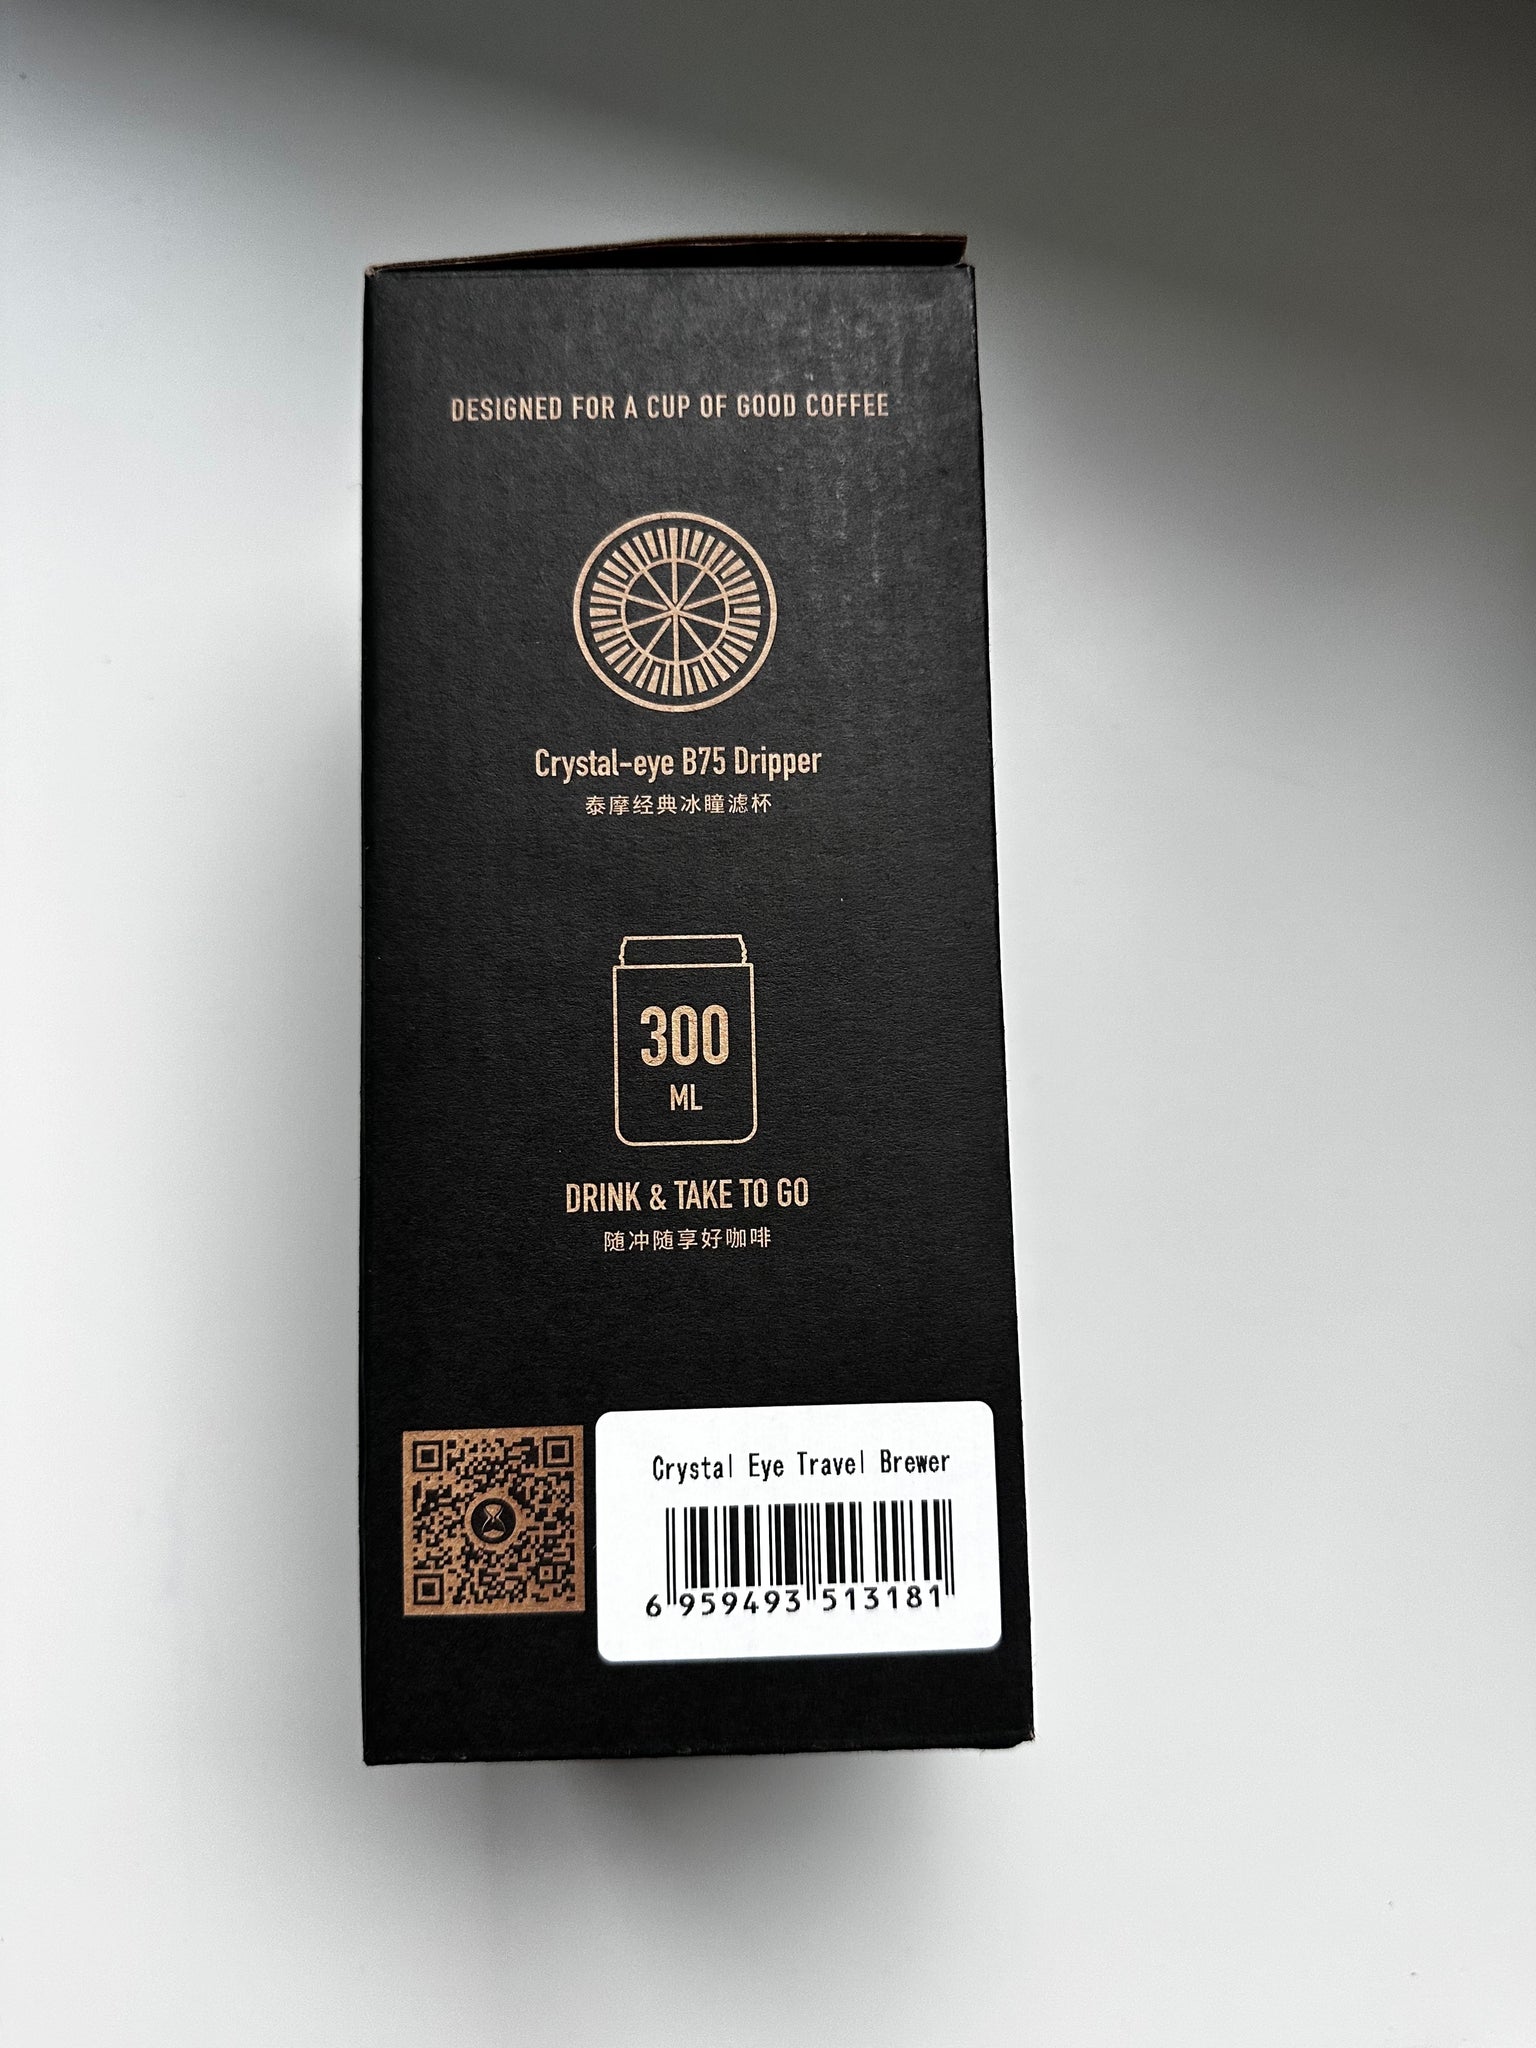 DESIGNED FOR A CUP OF GOOD COFFEE
Crystal-eye B75 Dripper
泰摩经典冰瞳滤杯
300
ML
DRINK & TAKE TO GO
随冲随享好咖啡
Crystal Eye Travel Brewer
6 959493 513181